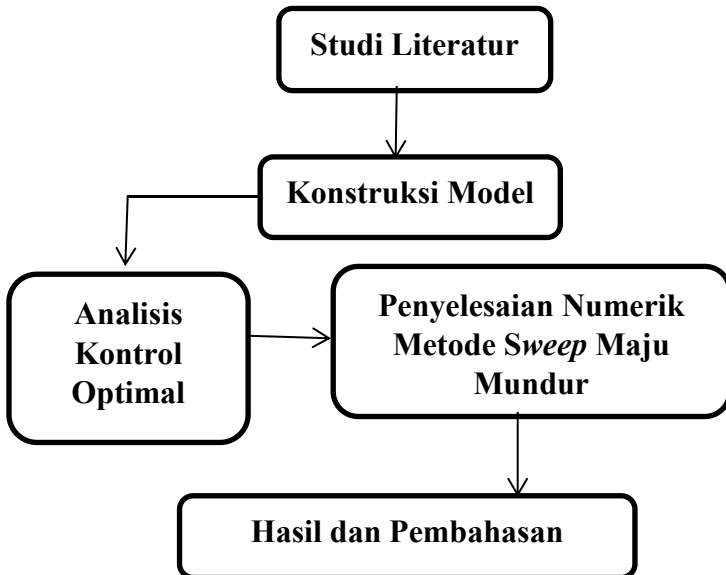 Studi Literatur
Konstruksi Model
Analisis
Kontrol
Optimal
Penyelesaian Numerik
Metode Sweep Maju
Mundur
Hasil dan Pembahasan